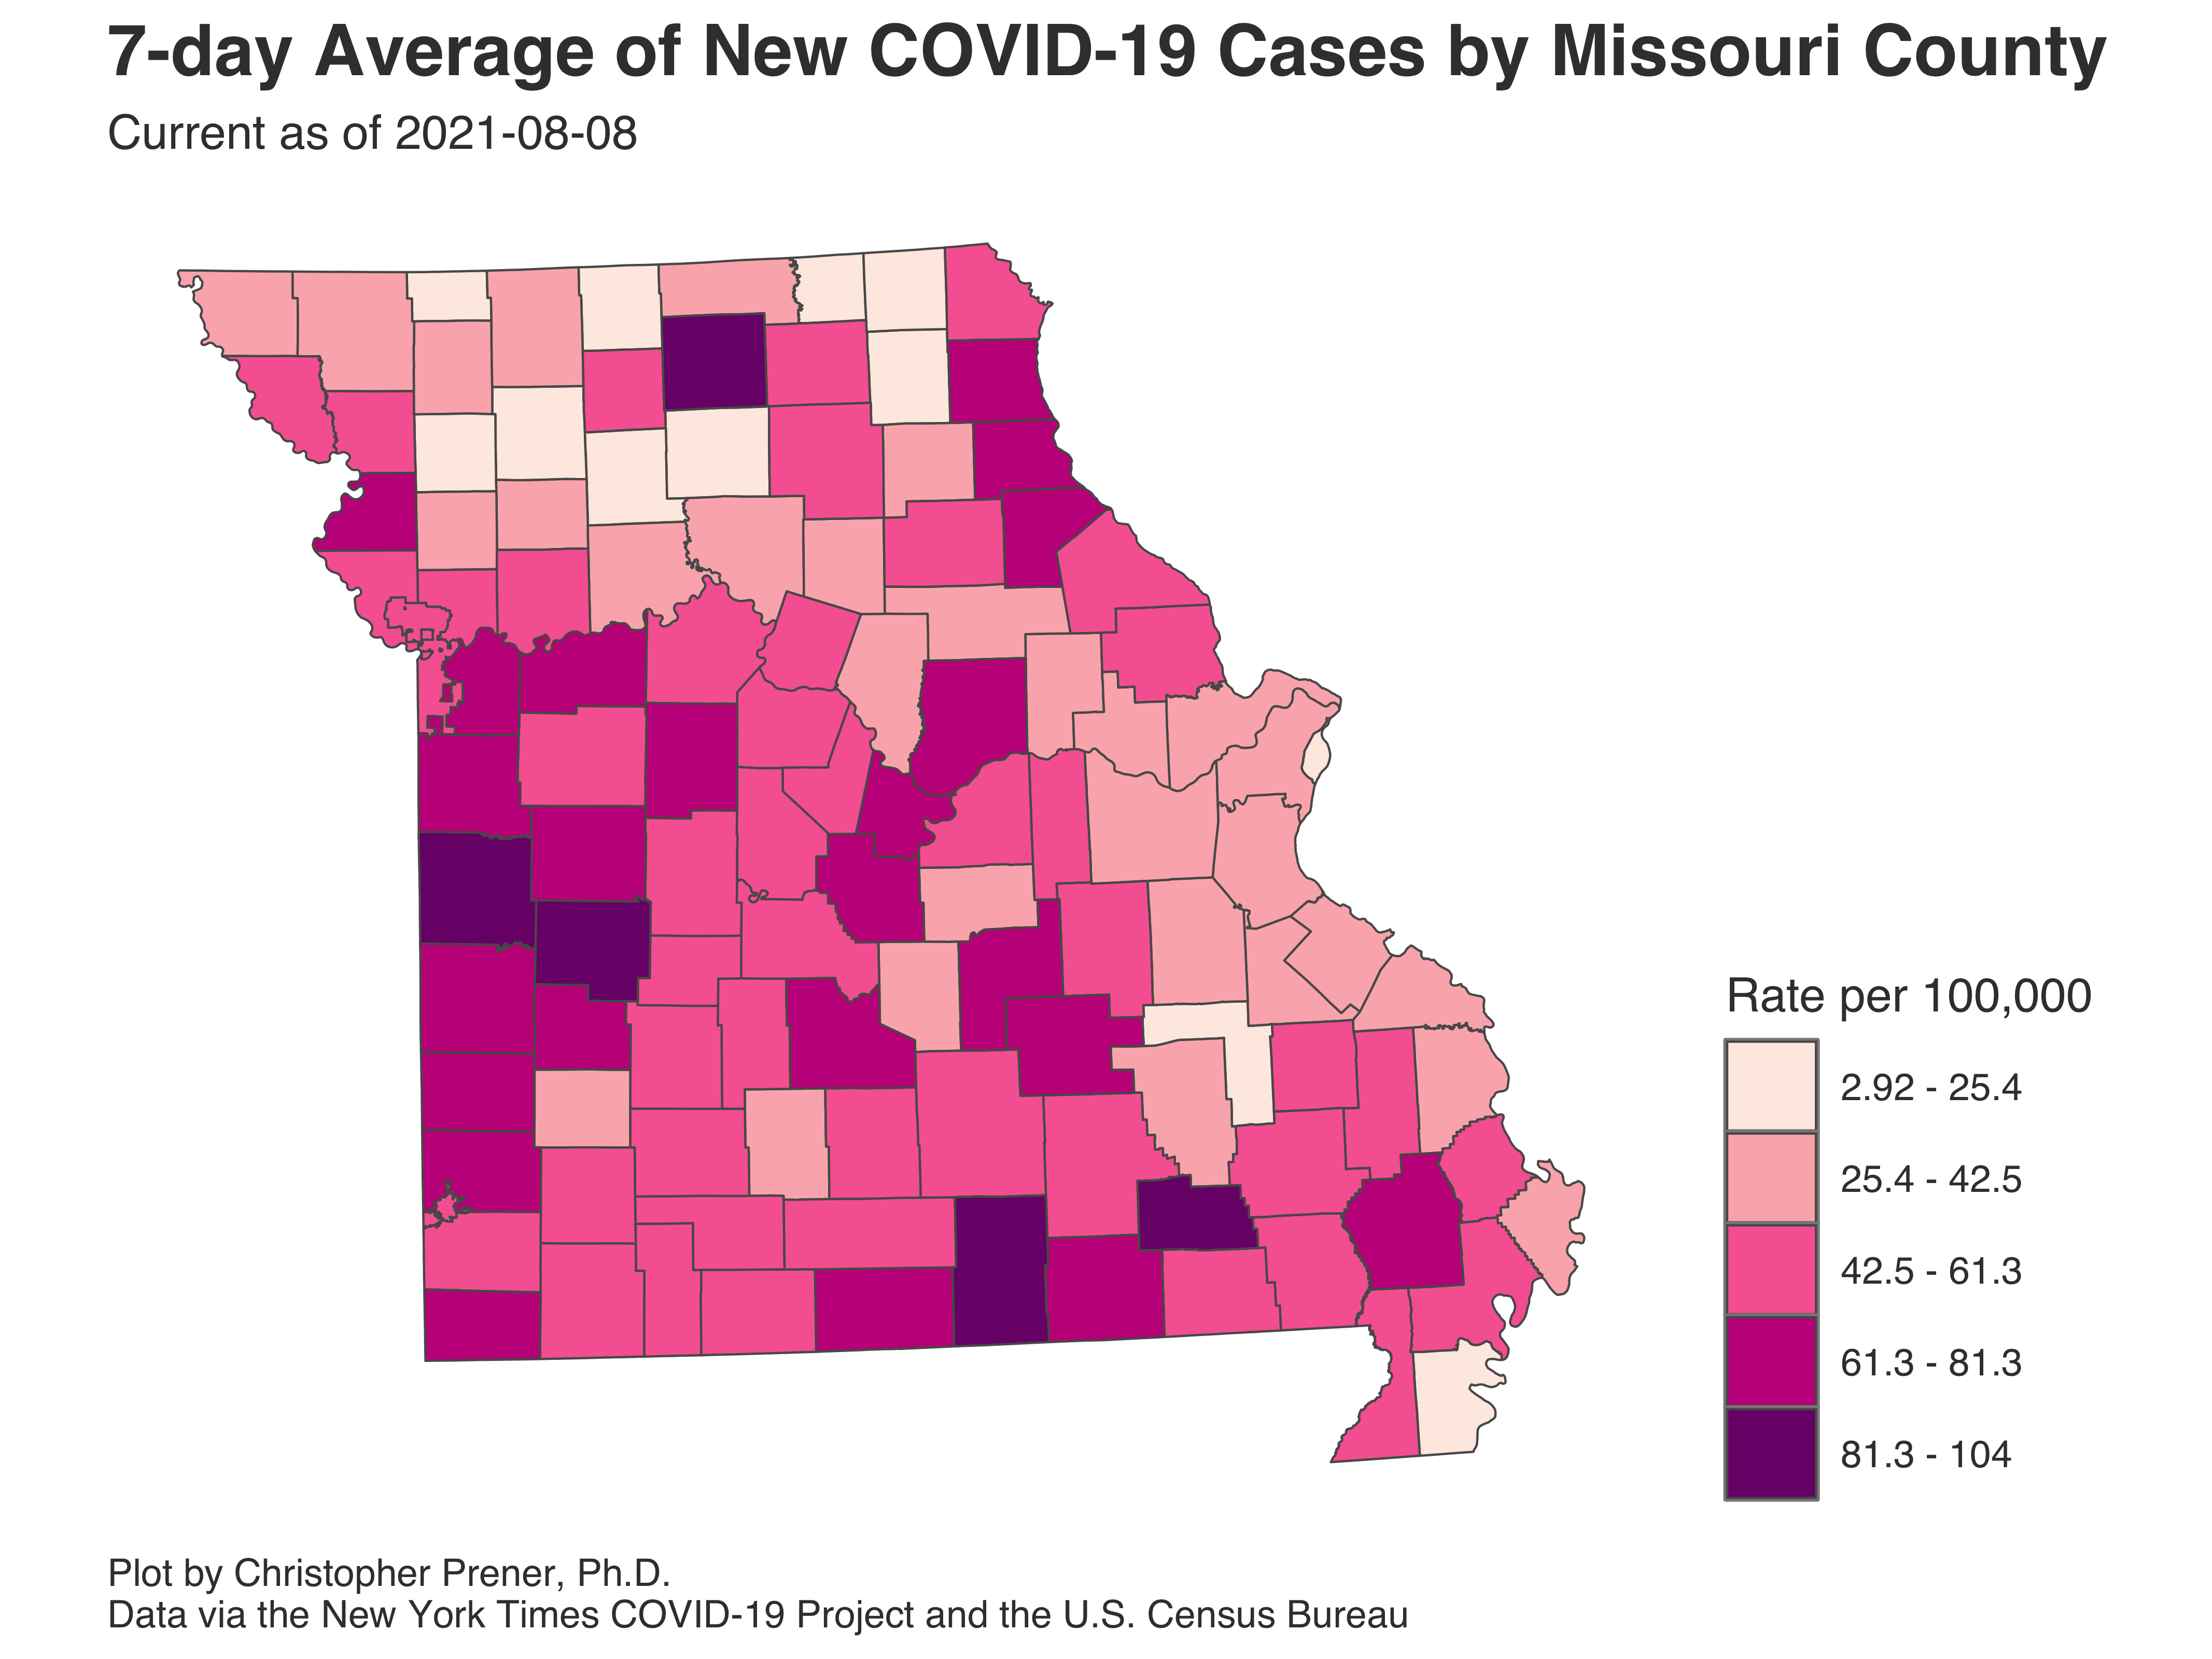 7-day Average of New COVID-19 Cases by Missouri County
Current as of 2021-08-08
Rate per 100,000
2.92 - 25.4
25.4 - 42.5
42.5 - 61.3
61.3 - 81.3
81.3 - 104
Plot by Christopher Prener, Ph.D.
Data via the New York Times COVID-19 Project and the U.S. Census Bureau